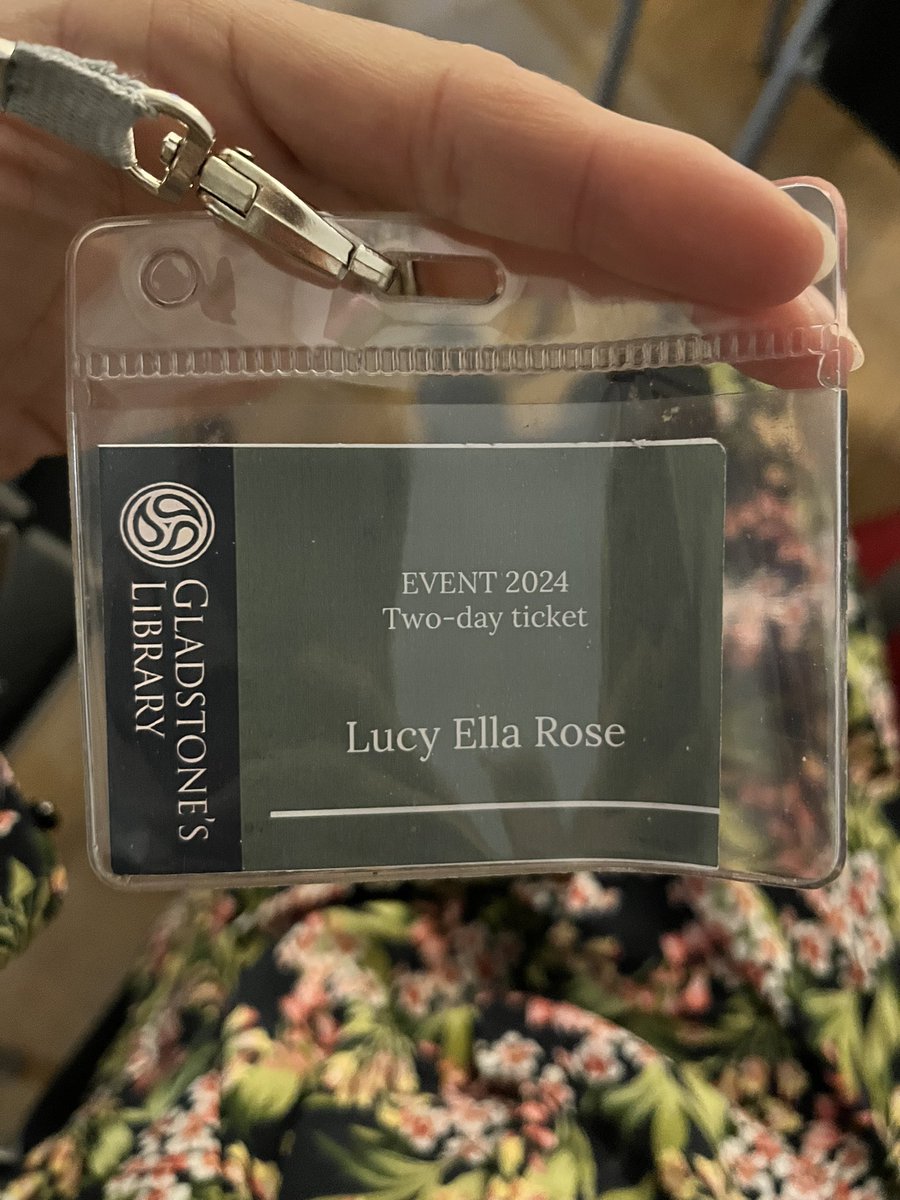 GLADSTONE'S
LIBRARY
EVENT 2024
Two-day ticket
Lucy Ella Rose